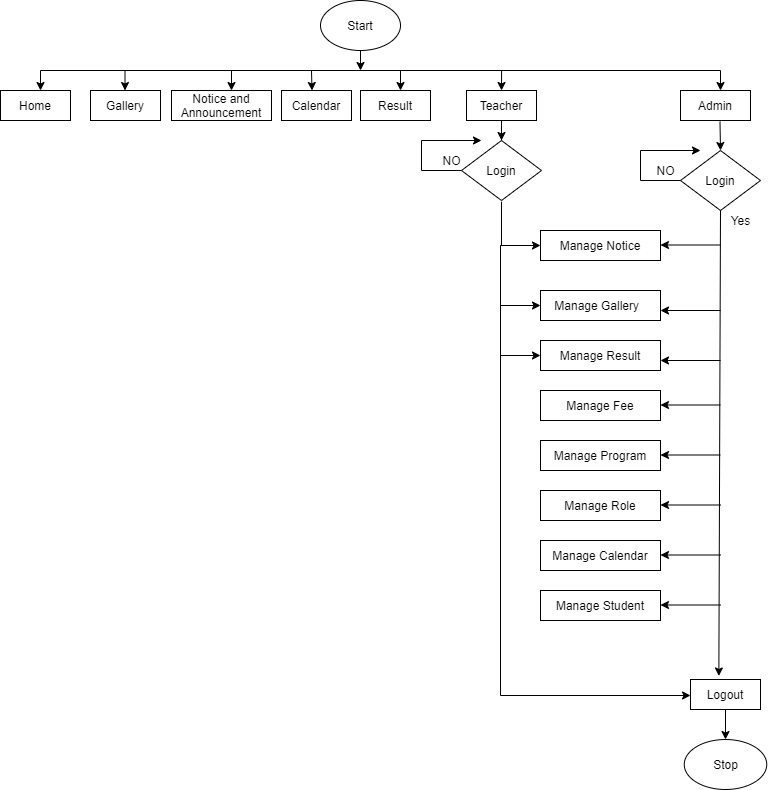 Start
Home
Gallery
Notice and
Announcement
Calendar
Result
Teacher
Admin
NO
Login
NO
Login
Yes
Manage Notice
Manage Gallery
Manage Result
Manage Fee
Manage Program
Manage Role
Manage Calendar
Manage Student
Logout
Stop